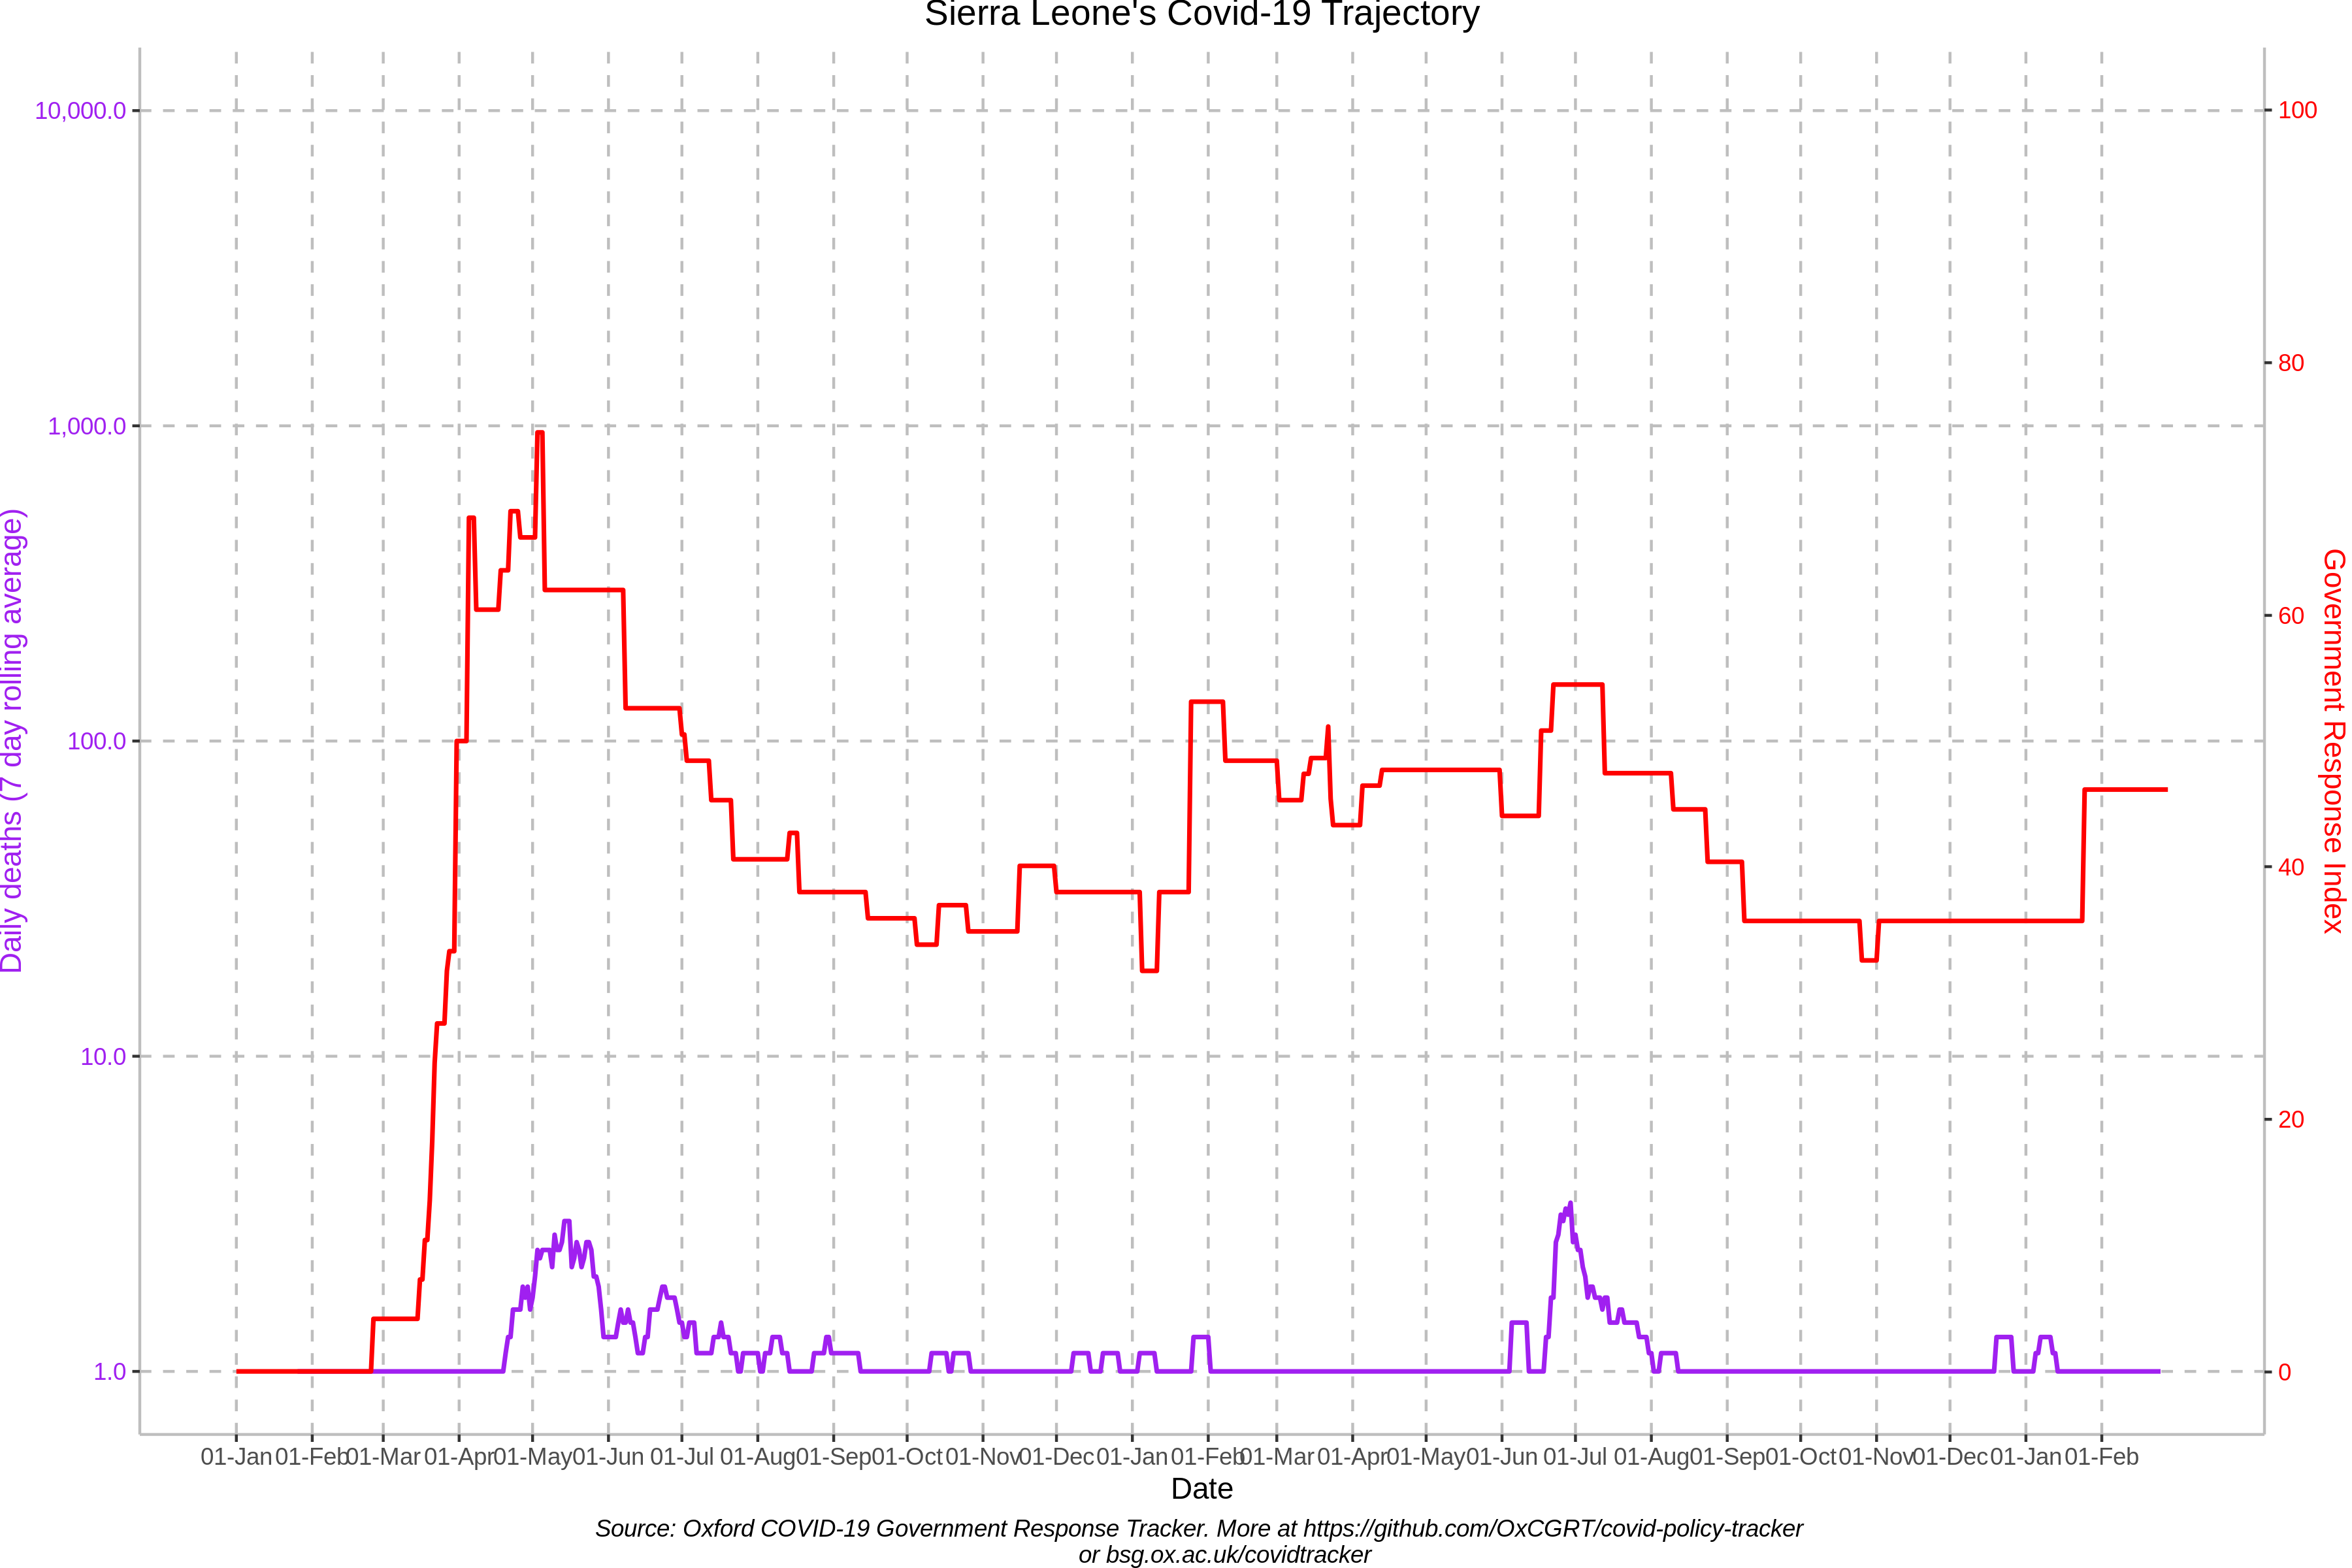 Sierra Leone's Covid-19 Trajectory
10,000.0
1,000.0
100.0
10.0
1.0
Daily deaths (7 day rolling average)
100
80
60
40
20
0
Government Response Index
01-Jan 01-Feb 01-Mar 01-Apr 01-May 01-Jun 01-Jul 01-Aug 01-Sep 01-Oct 01-Nov 01-Dec 01-Jan 01-Feb 01-Mar 01-Apr 01-May 01-Jun 01-Jul 01-Aug 01-Sep 01-Oct 01-Nov 01-Dec 01-Jan 01-Feb
Date
Source: Oxford COVID-19 Government Response Tracker. More at https://github.com/OxCGRT/covid-policy-tracker
or bsg.ox.ac.uk/covidtracker